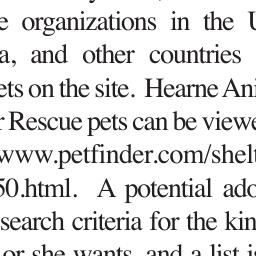 e organizations in the U
a, and other countries
ets on the site. Hearne Ani
r Rescue pets can be viewe
www.petfinder.com/shelt
50.html. A potential ado
search criteria for the kin
or she wants, and a list is